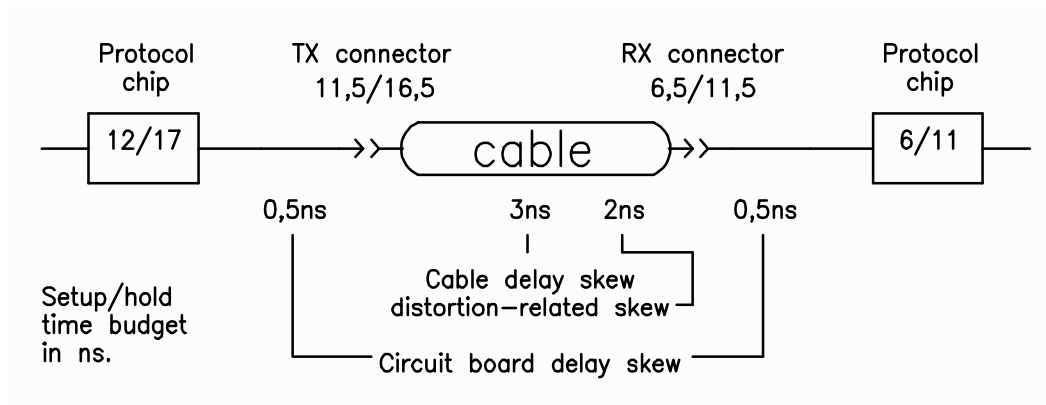 Protocol
chip
TX connector
11,5/16,5
RX connector
6,5/11,5
Protocol
chip
12/17
cable
6/11
0,5ns
3ns
2ns
0,5ns
Cable delay skew
distortion-related skew
Setup/hold
time budget
in ns.
Circuit board delay skew